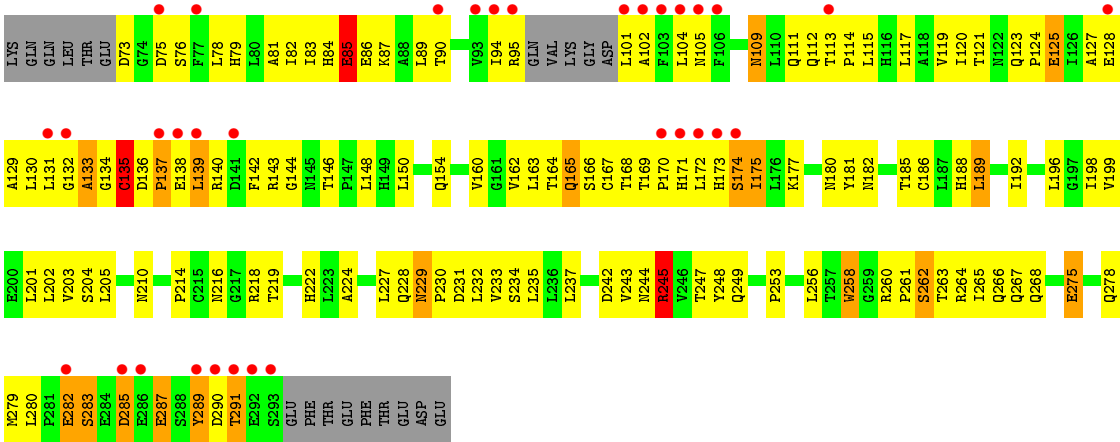 LYS GLN GLN LEU THR GLU D73 G74 D75 S76 F77 L78 H79 L80 A81 I82 I83 H84 E85 E86 K87 A88 L89 T90 V93 I94 R95 GLN VAL LYS GLY ASP L101 A102 F103 L104 N105 F106 N109 L110 Q111 Q112 T113 P114 L115 H116 L117 A118 V119 I120 T121 N122 Q123 P124 E125 I126 A127 E128
A129 L130 L131 G132 A133 G134 C135 D136 P137 E138 L139 R140 D141 F142 R143 G144 N145 T146 P147 L148 H149 L150 Q154 V160 G161 V162 L163 T164 Q165 S166 C167 T168 T169 P170 H171 L172 H173 S174 I175 L176 K177 N180 Y181 N182 T185 C186 L187 H188 L189 I192 L196 G197 I198 V199
E200 L201 L202 V203 S204 L205 N210 P214 C215 N216 G217 R218 T219 H222 L223 A224 L227 Q228 N229 P230 D231 L232 V233 S234 L235 L236 L237 D242 V243 N244 R245 V246 T247 Y248 Q249 P253 L256 T257 W258 G259 R260 P261 S262 T263 R264 I265 Q266 Q267 Q268 E275 Q278
M279 L280 P281 E282 S283 E284 D285 E286 E287 S288 Y289 D290 T291 E292 S293 GLU PHE THR GLU PHE THR GLU ASP GLU